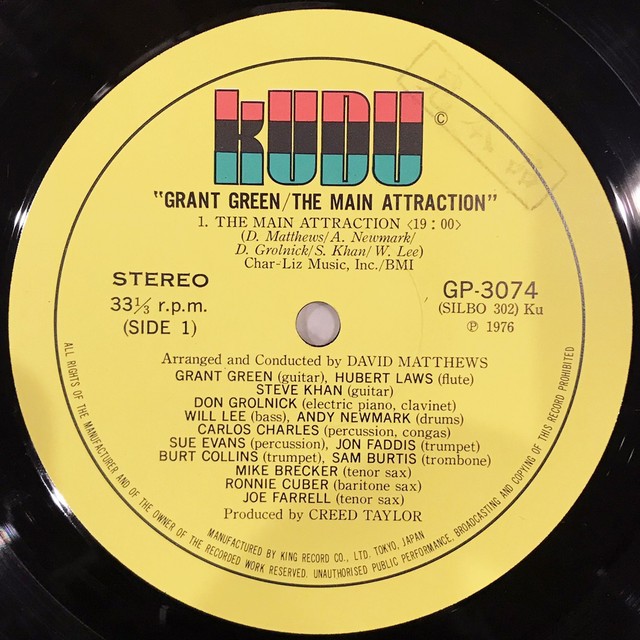 KUDU ©
"GRANT GREEN/THE MAIN ATTRACTION"
1. THE MAIN ATTRACTION <19:00>
(D. Matthews/A. Newmark/
D. Grolnick/S. Khan/W. Lee)
Char-Liz Music, Inc./BMI
STEREO
33⅓ r.p.m.
(SIDE 1)
GP-3074
(SILBO 302) Ku
℗ 1976
Arranged and Conducted by DAVID MATTHEWS
GRANT GREEN (guitar), HUBERT LAWS (flute)
STEVE KHAN (guitar)
DON GROLNICK (electric piano, clavinet)
WILL LEE (bass), ANDY NEWMARK (drums)
CARLOS CHARLES (percussion, congas)
SUE EVANS (percussion), JON FADDIS (trumpet)
BURT COLLINS (trumpet), SAM BURTIS (trombone)
MIKE BRECKER (tenor sax)
RONNIE CUBER (baritone sax)
JOE FARRELL (tenor sax)
Produced by CREED TAYLOR
MANUFACTURED BY KING RECORD CO., LTD. TOKYO, JAPAN
ALL RIGHTS OF THE MANUFACTURER AND OF THE OWNER OF THE RECORDED WORK RESERVED. UNAUTHORISED PUBLIC PERFORMANCE, BROADCASTING AND COPYING OF THIS RECORD PROHIBITED